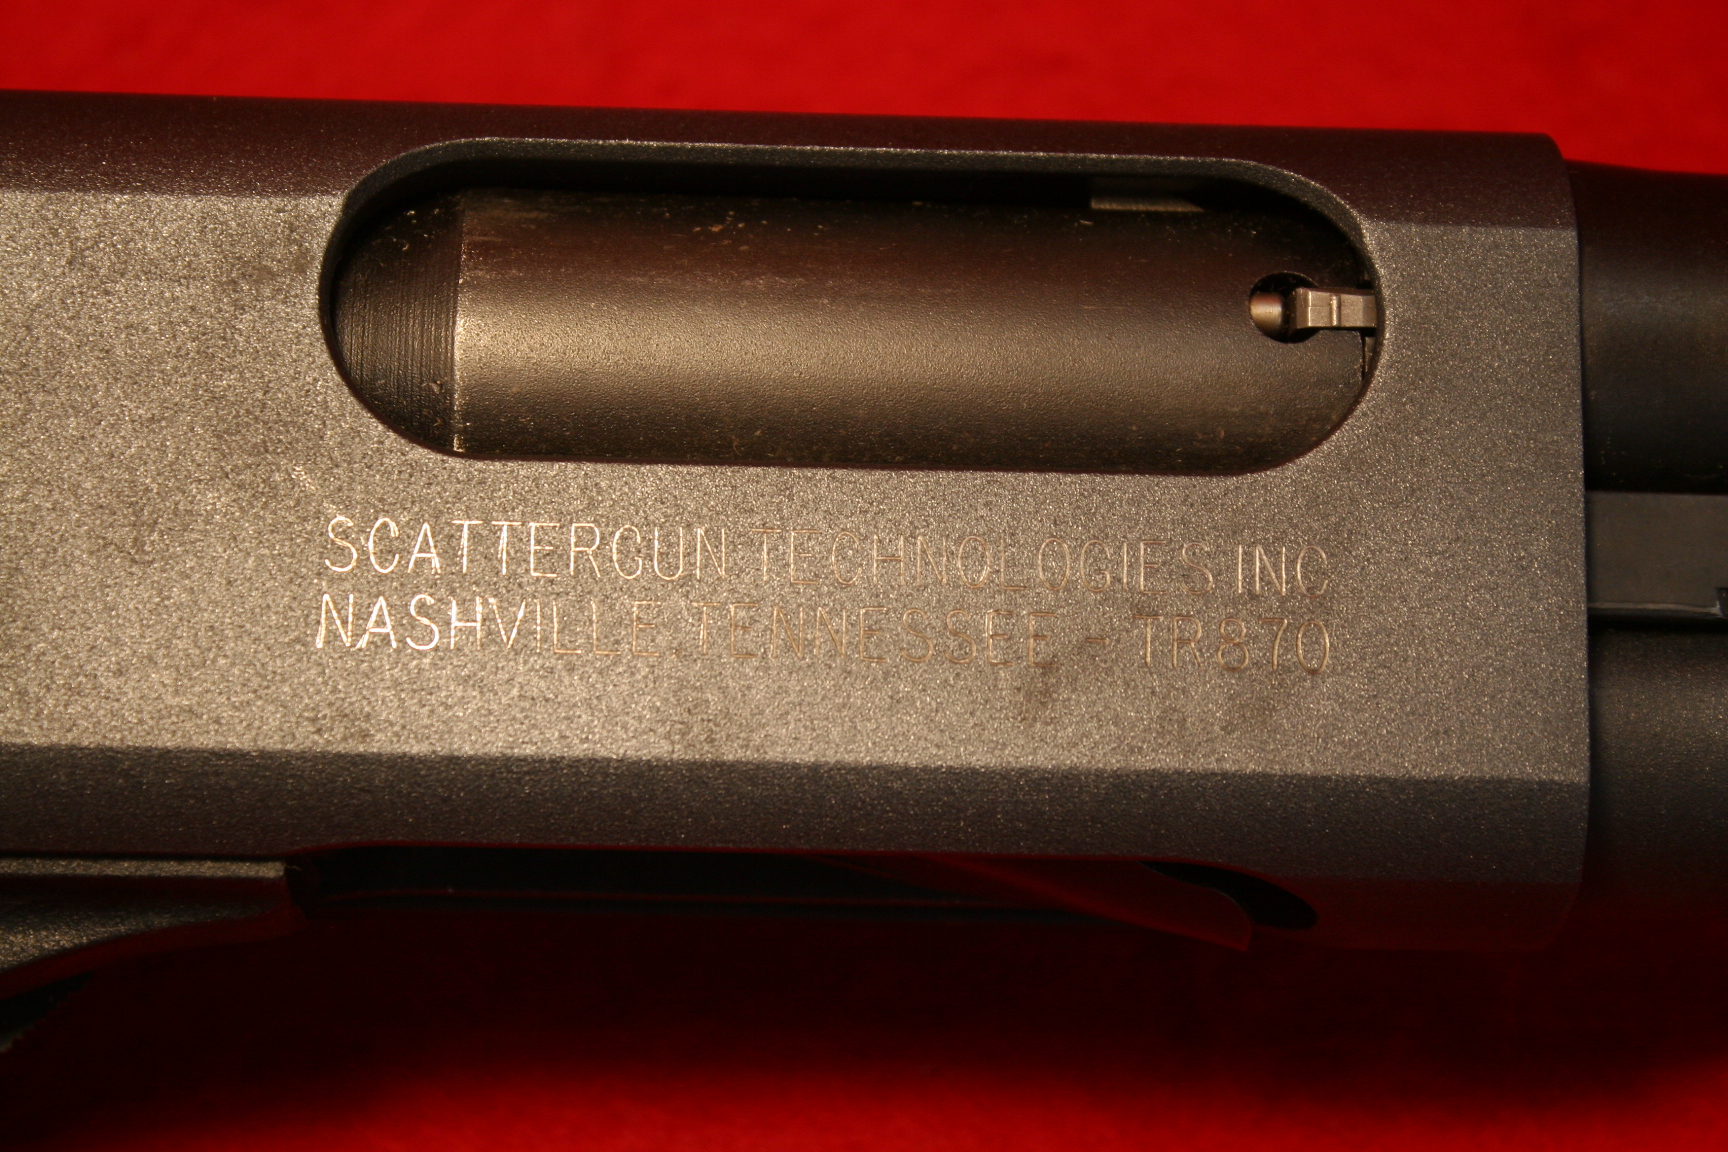 SCATTERGUN TECHNOLOGIES INC
NASHVILLE, TENNESSEE - TR870